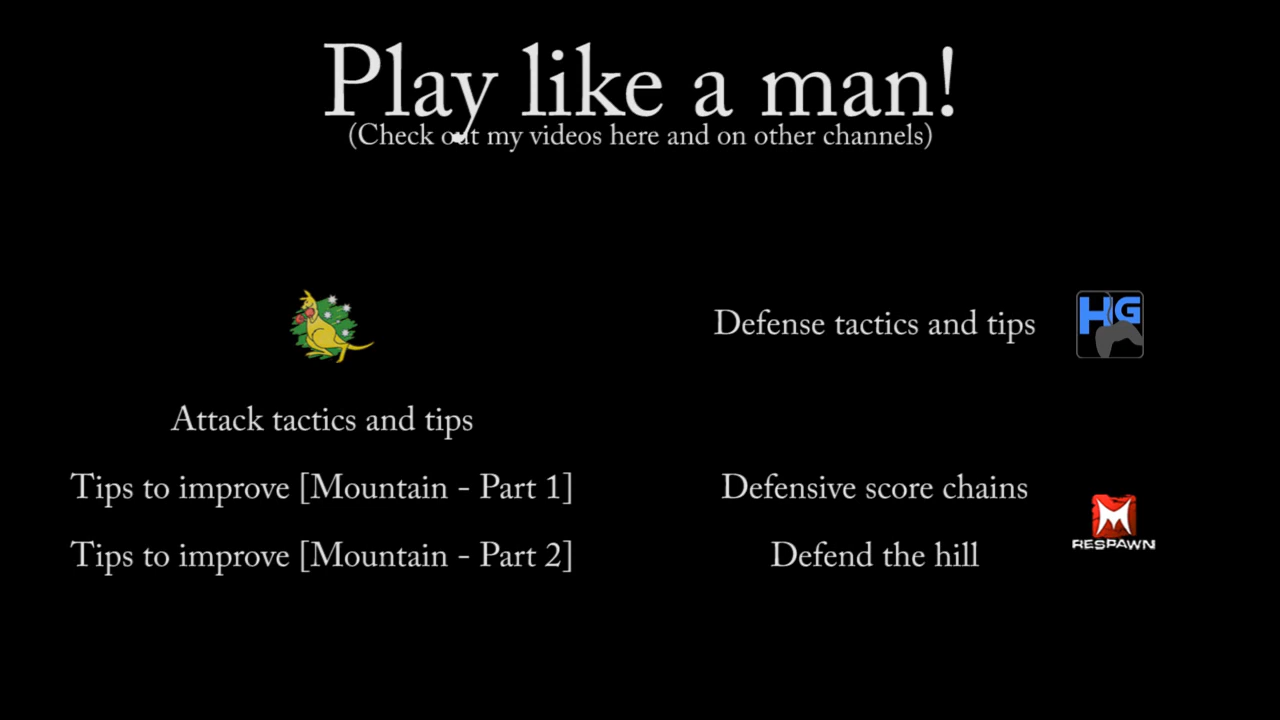 Play like a man!
(Check out my videos here and on other channels)
Defense tactics and tips
HG
Attack tactics and tips
Tips to improve [Mountain - Part 1]
Tips to improve [Mountain - Part 2]
Defensive score chains
Defend the hill
RESPAWN